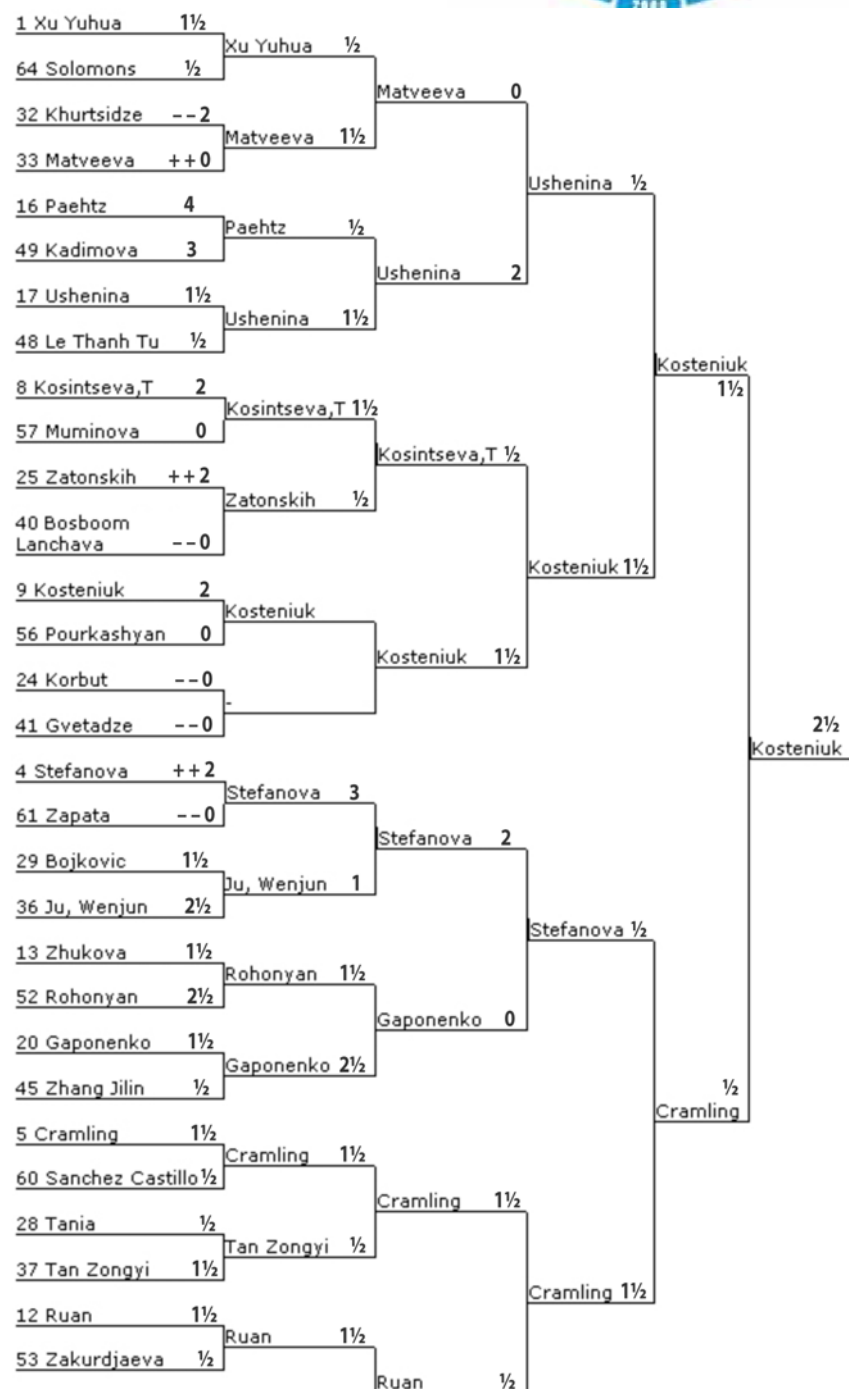 2008
1 Xu Yuhua 1½
64 Solomons ½
32 Khurtsidze --2
33 Matveeva ++0
16 Paehtz 4
49 Kadimova 3
17 Ushenina 1½
48 Le Thanh Tu ½
8 Kosintseva,T 2
57 Muminova 0
25 Zatonskih ++2
40 Bosboom
Lanchava --0
9 Kosteniuk 2
56 Pourkashyan 0
24 Korbut --0
41 Gvetadze --0
4 Stefanova ++2
61 Zapata --0
29 Bojkovic 1½
36 Ju, Wenjun 2½
13 Zhukova 1½
52 Rohonyan 2½
20 Gaponenko 1½
45 Zhang Jilin ½
5 Cramling 1½
60 Sanchez Castillo ½
28 Tania ½
37 Tan Zongyi 1½
12 Ruan 1½
53 Zakurdjaeva ½
Xu Yuhua ½
Matveeva 1½
Paehtz ½
Ushenina 1½
Kosintseva,T 1½
Zatonskih ½
Kosteniuk
-
Stefanova 3
Ju, Wenjun 1
Rohonyan 1½
Gaponenko 2½
Cramling 1½
Tan Zongyi ½
Ruan 1½
Matveeva 0
Ushenina 2
Kosintseva,T ½
Kosteniuk 1½
Stefanova 2
Gaponenko 0
Cramling 1½
Ruan ½
Ushenina ½
Kosteniuk 1½
Stefanova ½
Cramling 1½
Kosteniuk
1½
½
Cramling
2½
Kosteniuk